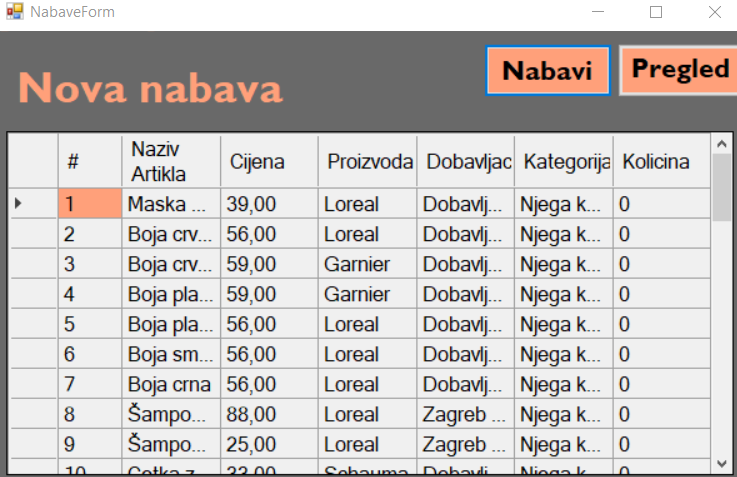 NabaveForm
Nova nabava
Nabavi
Pregled
# Naziv Artikla Cijena Proizvoda Dobavljac Kategorija Kolicina
1 Maska ... 39,00 Loreal Dobavlj... Njega k... 0
2 Boja crv... 56,00 Loreal Dobavlj... Njega k... 0
3 Boja crv... 59,00 Garnier Dobavlj... Njega k... 0
4 Boja pla... 59,00 Garnier Dobavlj... Njega k... 0
5 Boja pla... 56,00 Loreal Dobavlj... Njega k... 0
6 Boja sm... 56,00 Loreal Dobavlj... Njega k... 0
7 Boja crna 56,00 Loreal Dobavlj... Njega k... 0
8 Šampo... 88,00 Loreal Zagreb ... Njega k... 0
9 Šampo... 25,00 Loreal Zagreb ... Njega k... 0
10 33,00 Schauma Dobavlj... Njega k... 0